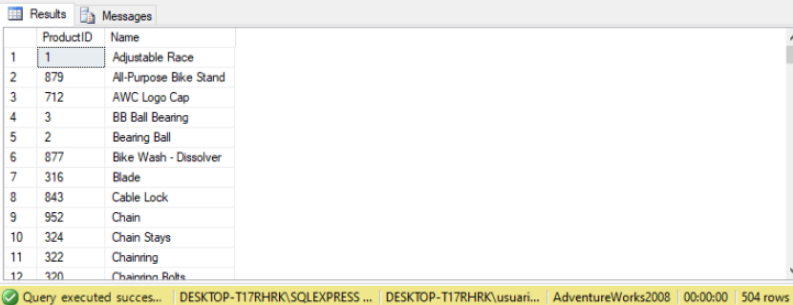 Results Messages
ProductID Name
1 1 Adjustable Race
2 879 All-Purpose Bike Stand
3 712 AWC Logo Cap
4 3 BB Ball Bearing
5 2 Bearing Ball
6 877 Bike Wash - Dissolver
7 316 Blade
8 843 Cable Lock
9 952 Chain
10 324 Chain Stays
11 322 Chainring
12 320 Chainring Bolts
Query executed succes... DESKTOP-T17RHRK\SQLEXPRESS ... DESKTOP-T17RHRK\usuari... AdventureWorks2008 00:00:00 504 rows